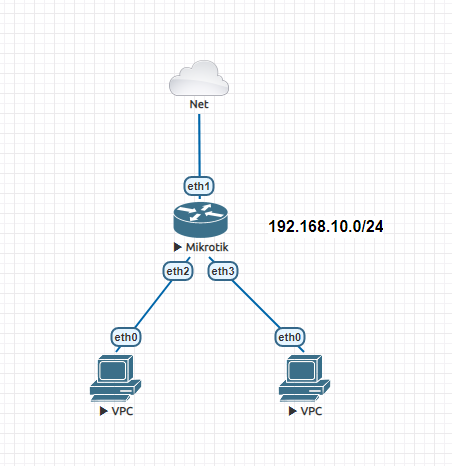 Net
eth1
192.168.10.0/24
Mikrotik
eth2
eth3
eth0
eth0
VPC
VPC